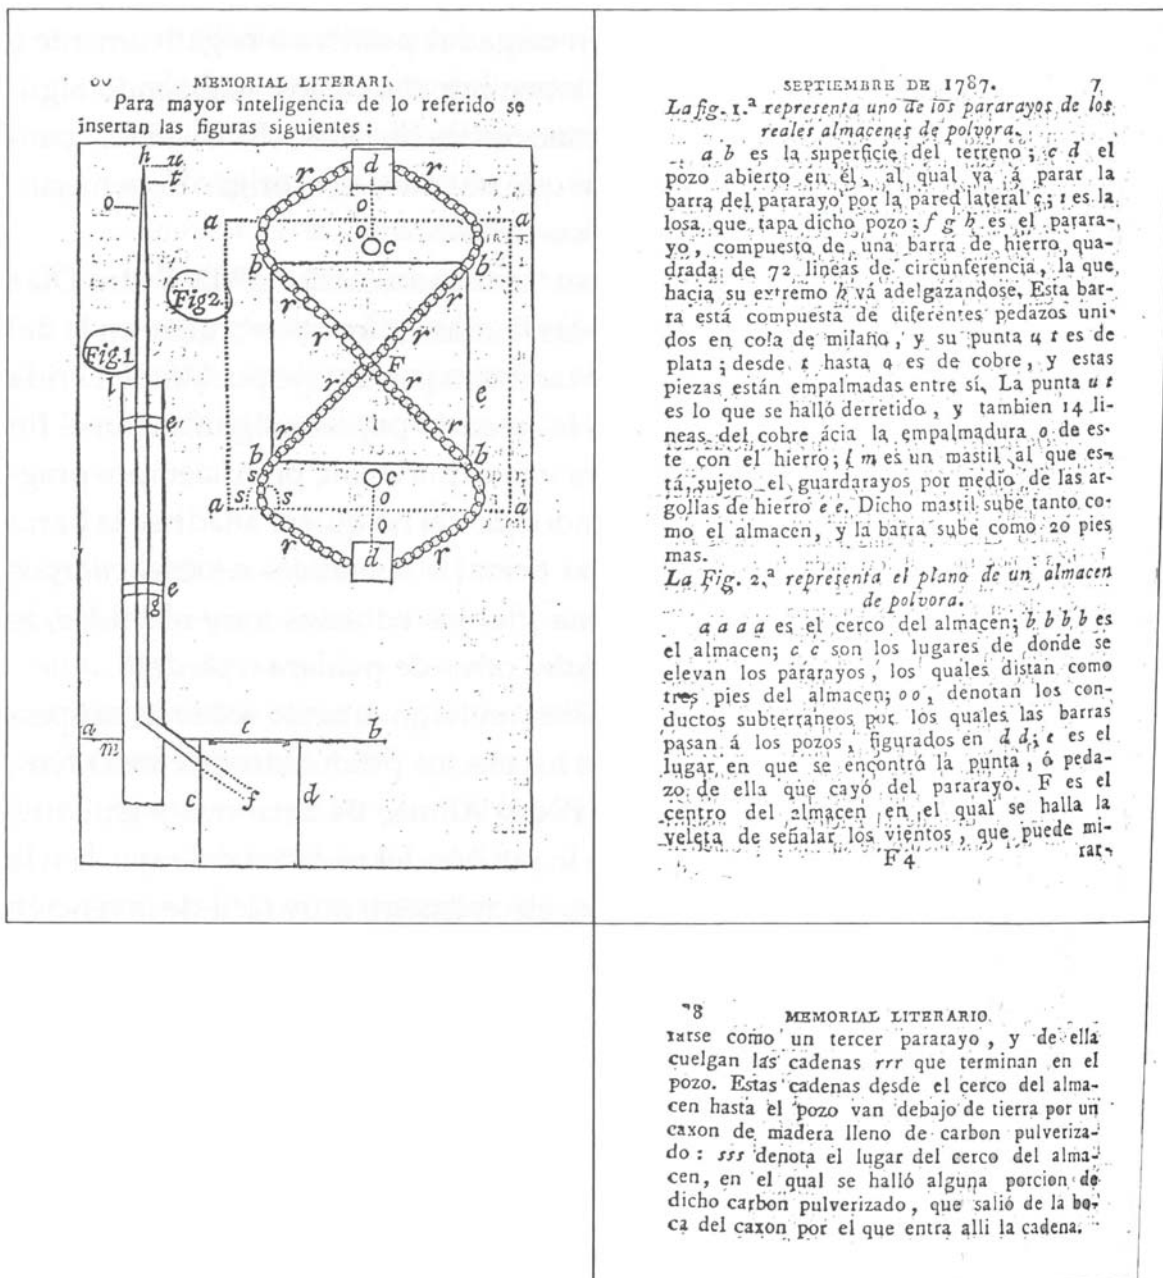 MEMORIAL LITERARI.
Para mayor inteligencia de lo referido se
insertan las figuras siguientes:
h u
t
o
Fig 2.
Fig. 1
l
e
e
e
g
a
m
c
b
c
f
d
r d r
o
a o a
c
b b
r r
r r
F
r r
e
r r
b b
s c
s s o
a o a
r d r
SEPTIEMBRE DE 1787. 7
La fig. 1.ª representa uno de los pararayos de los
reales almacenes de polvora.
a b es la superficie del terreno; c d el
pozo abierto en él, al qual vá á parar la
barra del pararayo por la pared lateral c; t es la
losa que tapa dicho pozo: f g h es el parara-
yo, compuesto de una barra de hierro qua-
drada de 72 lineas de circunferencia, la que
hacia su extremo h vá adelgazandose. Esta bar-
ra está compuesta de diferentes pedazos uni-
dos en cola de milano, y su punta u t es de
plata; desde t hasta o es de cobre, y estas
piezas están empalmadas entre sí. La punta u t
es lo que se halló derretido, y tambien 14 li-
neas del cobre ácia la empalmadura o de es-
te con el hierro; l m es un mastil al que es-
tá sujeto el guardarayos por medio de las ar-
gollas de hierro e e. Dicho mastil sube tanto co-
mo el almacen, y la barra sube como 20 pies
mas.
La Fig. 2.ª representa el plano de un almacen
de polvora.
a a a a es el cerco del almacen; b b b b es
el almacen; c c son los lugares de donde se
elevan los pararayos, los quales distan como
tres pies del almacen; o o, denotan los con-
ductos subterraneos por los quales las barras
pasan á los pozos, figurados en d d; e es el
lugar en que se encontró la punta, ó peda-
zo de ella que cayó del pararayo. F es el
centro del almacen en el qual se halla la
veleta de señalar los vientos, que puede mi-
F4 rar-
78 MEMORIAL LITERARIO.
rarse como un tercer pararayo, y de ella
cuelgan las cadenas rrr que terminan en el
pozo. Estas cadenas desde el cerco del alma-
cen hasta el pozo van debajo de tierra por un
caxon de madera lleno de carbon pulveriza-
do: sss denota el lugar del cerco del alma-
cen, en el qual se halló alguna porcion de
dicho carbon pulverizado, que salió de la bo-
ca del caxon por el que entra alli la cadena.